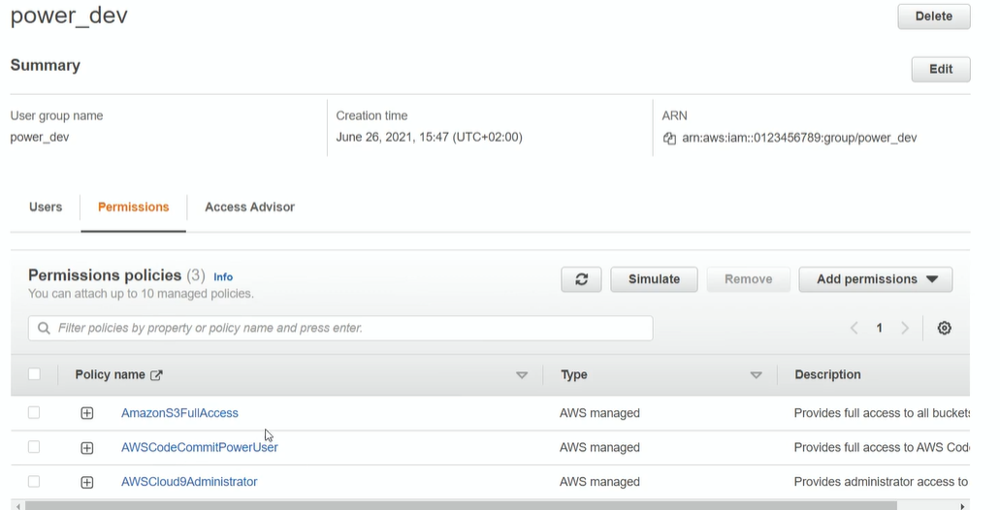 power_dev
Delete
Summary
Edit
User group name
Creation time
ARN
power_dev
June 26, 2021, 15:47 (UTC+02:00)
arn:aws:iam::0123456789:group/power_dev
Users
Permissions
Access Advisor
Permissions policies (3) Info
Simulate
Remove
Add permissions
You can attach up to 10 managed policies.
Filter policies by property or policy name and press enter.
1
Policy name
Type
Description
AmazonS3FullAccess
AWS managed
Provides full access to all buckets
AWSCodeCommitPowerUser
AWS managed
Provides full access to AWS Cod
AWSCloud9Administrator
AWS managed
Provides administrator access to